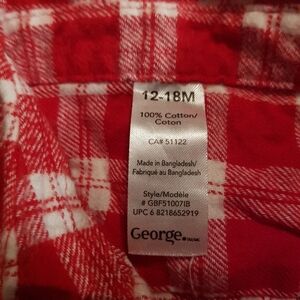 12-18M
100% Cotton/
Coton
CA# 51122
Made in Bangladesh/
Fabriqué au Bangladesh
Style/Modèle
# GBF51007IB
UPC 6 8218652919
George